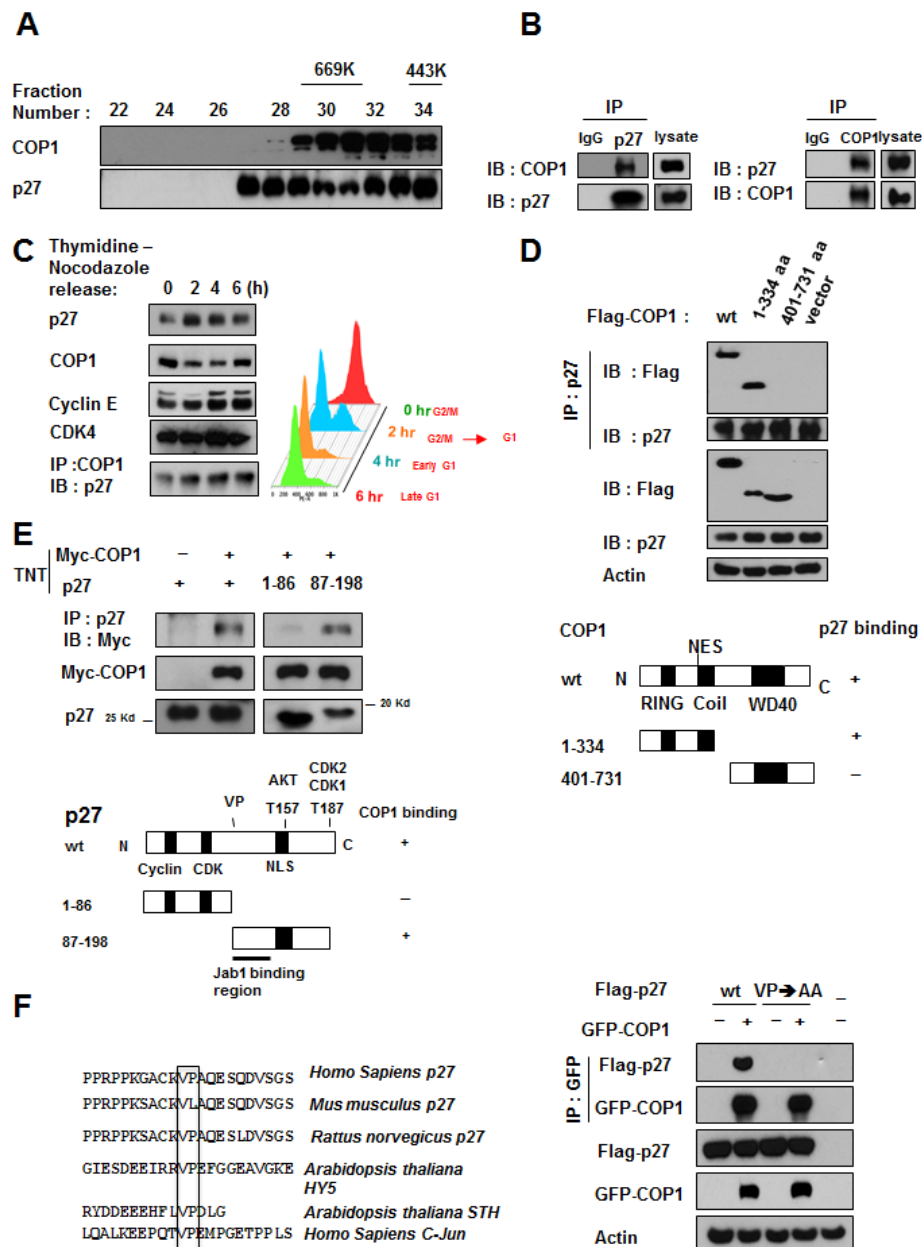 A
669K 443K
Fraction
Number : 22 24 26 28 30 32 34
COP1
p27
B
IP IP
IgG p27 lysate IgG COP1 lysate
IB : COP1 IB : p27
IB : p27 IB : COP1
C
Thymidine –
Nocodazole
release:
0 2 4 6 (h)
p27
COP1
Cyclin E
CDK4
IP :COP1
IB : p27
0 hr G2/M
2 hr G2/M G1
4 hr Early G1
6 hr Late G1
0 200 400 600 800 1K
D
Flag-COP1 : wt 1-334 aa 401-731 aa vector
IP : p27
IB : Flag
IB : p27
IB : Flag
IB : p27
Actin
COP1 p27 binding
NES
wt N C +
RING Coil WD40
1-334 +
401-731 –
E
TNT
Myc-COP1 – + + +
p27 + + 1-86 87-198
IP : p27
IB : Myc
Myc-COP1
p27 25 Kd 20 Kd
p27
VP AKT T157 CDK2 CDK1 T187 COP1 binding
wt N C +
Cyclin CDK NLS
1-86 –
87-198 +
Jab1 binding
region
F
PPRPPKGACKVPAQESQDVSGS Homo Sapiens p27
PPRPPKSACKVLAQESQDVSGS Mus musculus p27
PPRPPKSACKVPAQESLDVSGS Rattus norvegicus p27
GIESDEEIRRVPEFGGEAVGKE Arabidopsis thaliana
HY5
RYDDEEEHFLVPDLG Arabidopsis thaliana STH
LQALKEEPQTVPEMPGETPPLS Homo Sapiens C-Jun
Flag-p27 wt VP➔AA –
GFP-COP1 – + – + –
IP : GFP
Flag-p27
GFP-COP1
Flag-p27
GFP-COP1
Actin